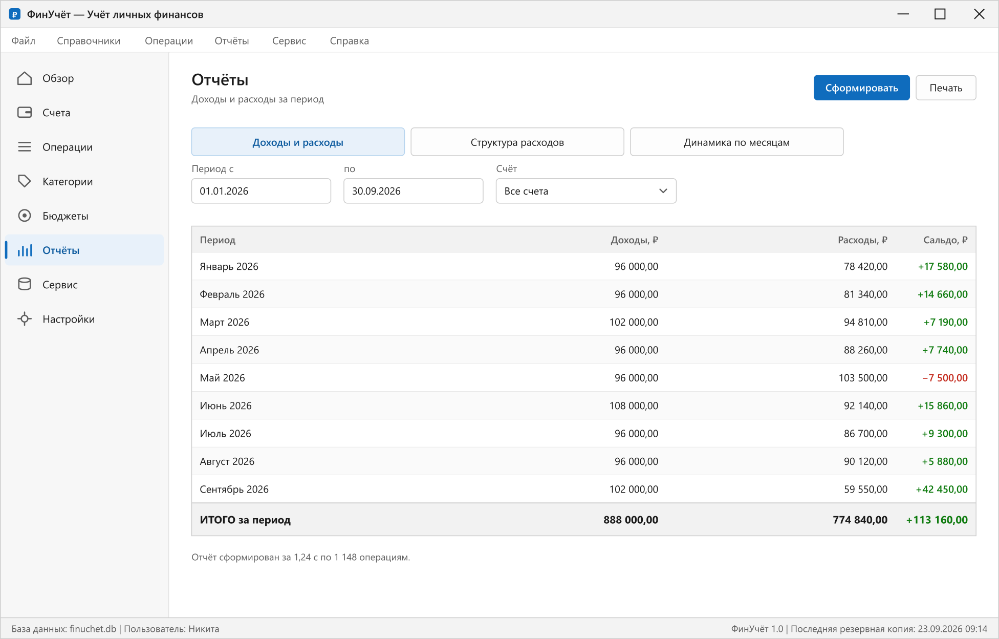 ФинУчёт — Учёт личных финансов
Файл Справочники Операции Отчёты Сервис Справка
Обзор
Счета
Операции
Категории
Бюджеты
Отчёты
Сервис
Настройки
Отчёты
Доходы и расходы за период
Сформировать Печать
Доходы и расходы Структура расходов Динамика по месяцам
Период с по Счёт
01.01.2026 30.09.2026 Все счета
Период Доходы, ₽ Расходы, ₽ Сальдо, ₽
Январь 2026 96 000,00 78 420,00 +17 580,00
Февраль 2026 96 000,00 81 340,00 +14 660,00
Март 2026 102 000,00 94 810,00 +7 190,00
Апрель 2026 96 000,00 88 260,00 +7 740,00
Май 2026 96 000,00 103 500,00 −7 500,00
Июнь 2026 108 000,00 92 140,00 +15 860,00
Июль 2026 96 000,00 86 700,00 +9 300,00
Август 2026 96 000,00 90 120,00 +5 880,00
Сентябрь 2026 102 000,00 59 550,00 +42 450,00
ИТОГО за период 888 000,00 774 840,00 +113 160,00
Отчёт сформирован за 1,24 с по 1 148 операциям.
База данных: finuchet.db | Пользователь: Никита
ФинУчёт 1.0 | Последняя резервная копия: 23.09.2026 09:14